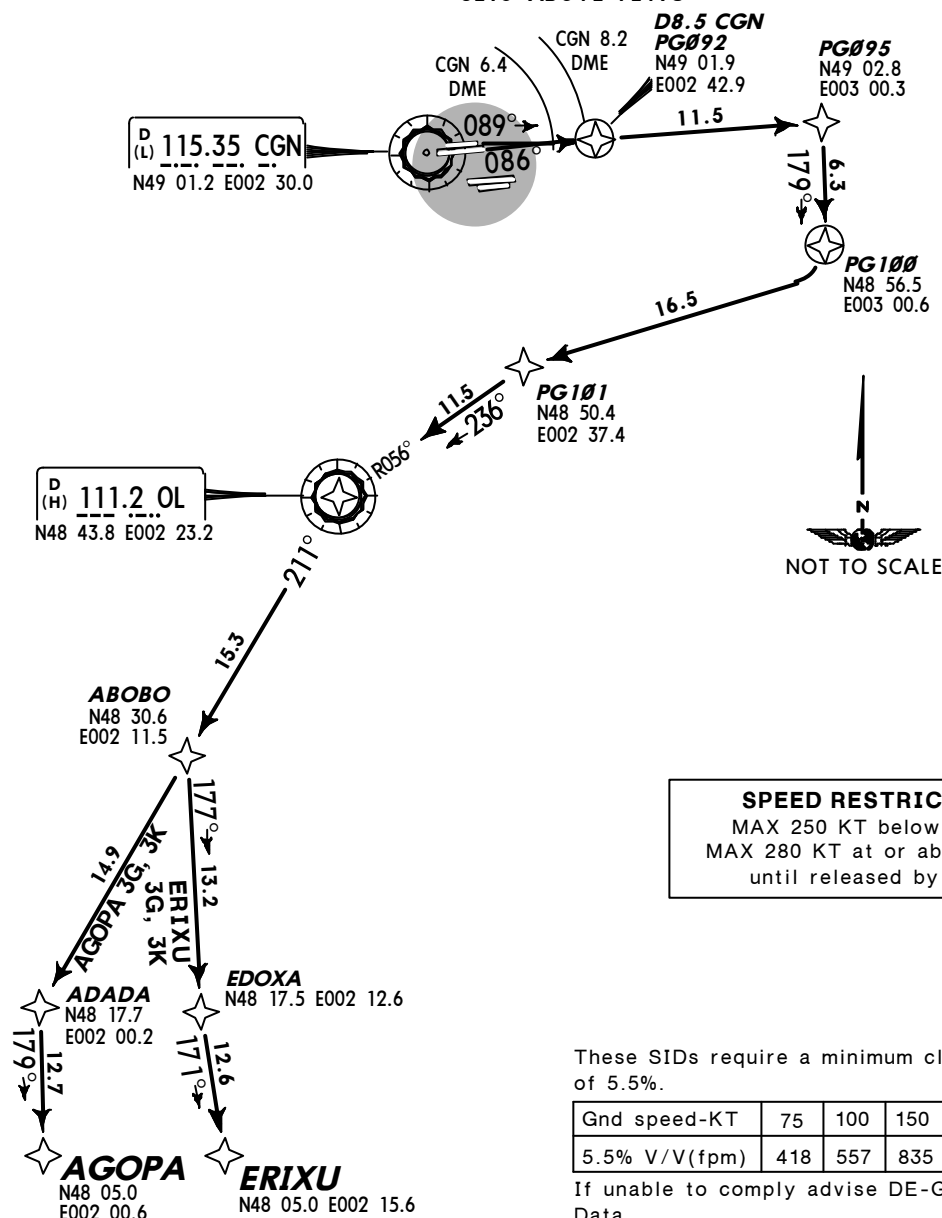 D8.5 CGN
PGØ92
N49 01.9
E002 42.9
CGN 8.2
DME
CGN 6.4
DME
PGØ95
N49 02.8
E003 00.3
D
(L) 115.35 CGN
N49 01.2 E002 30.0
089°
086°
11.5
179°
6.3
PG1ØØ
N48 56.5
E003 00.6
16.5
PG1Ø1
N48 50.4
E002 37.4
11.5
236°
R056°
D
(H) 111.2 OL
N48 43.8 E002 23.2
N
NOT TO SCALE
211°
15.3
ABOBO
N48 30.6
E002 11.5
177°
13.2
ERIXU
3G, 3K
14.9
AGOPA 3G, 3K
SPEED RESTRIC
MAX 250 KT below
MAX 280 KT at or ab
until released by
ADADA
N48 17.7
E002 00.2
EDOXA
N48 17.5 E002 12.6
179°
12.7
171°
12.6
AGOPA
N48 05.0
E002 00.6
ERIXU
N48 05.0 E002 15.6
These SIDs require a minimum cl
of 5.5%.
Gnd speed-KT 75 100 150
5.5% V/V(fpm) 418 557 835
If unable to comply advise DE-G
Data